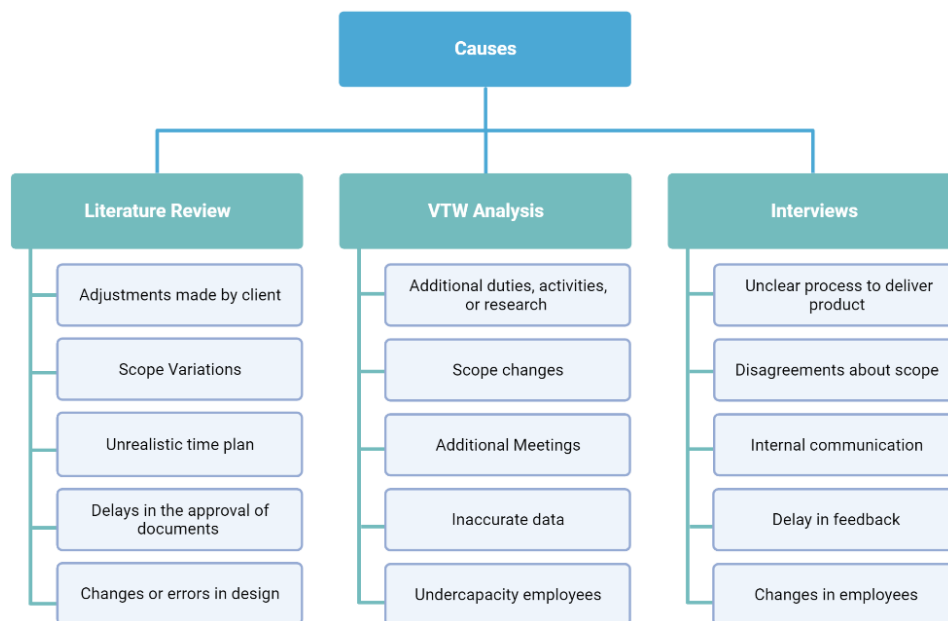 Causes
Literature Review
Adjustments made by client
Scope Variations
Unrealistic time plan
Delays in the approval of
documents
Changes or errors in design
VTW Analysis
Additional duties, activities,
or research
Scope changes
Additional Meetings
Inaccurate data
Undercapacity employees
Interviews
Unclear process to deliver
product
Disagreements about scope
Internal communication
Delay in feedback
Changes in employees